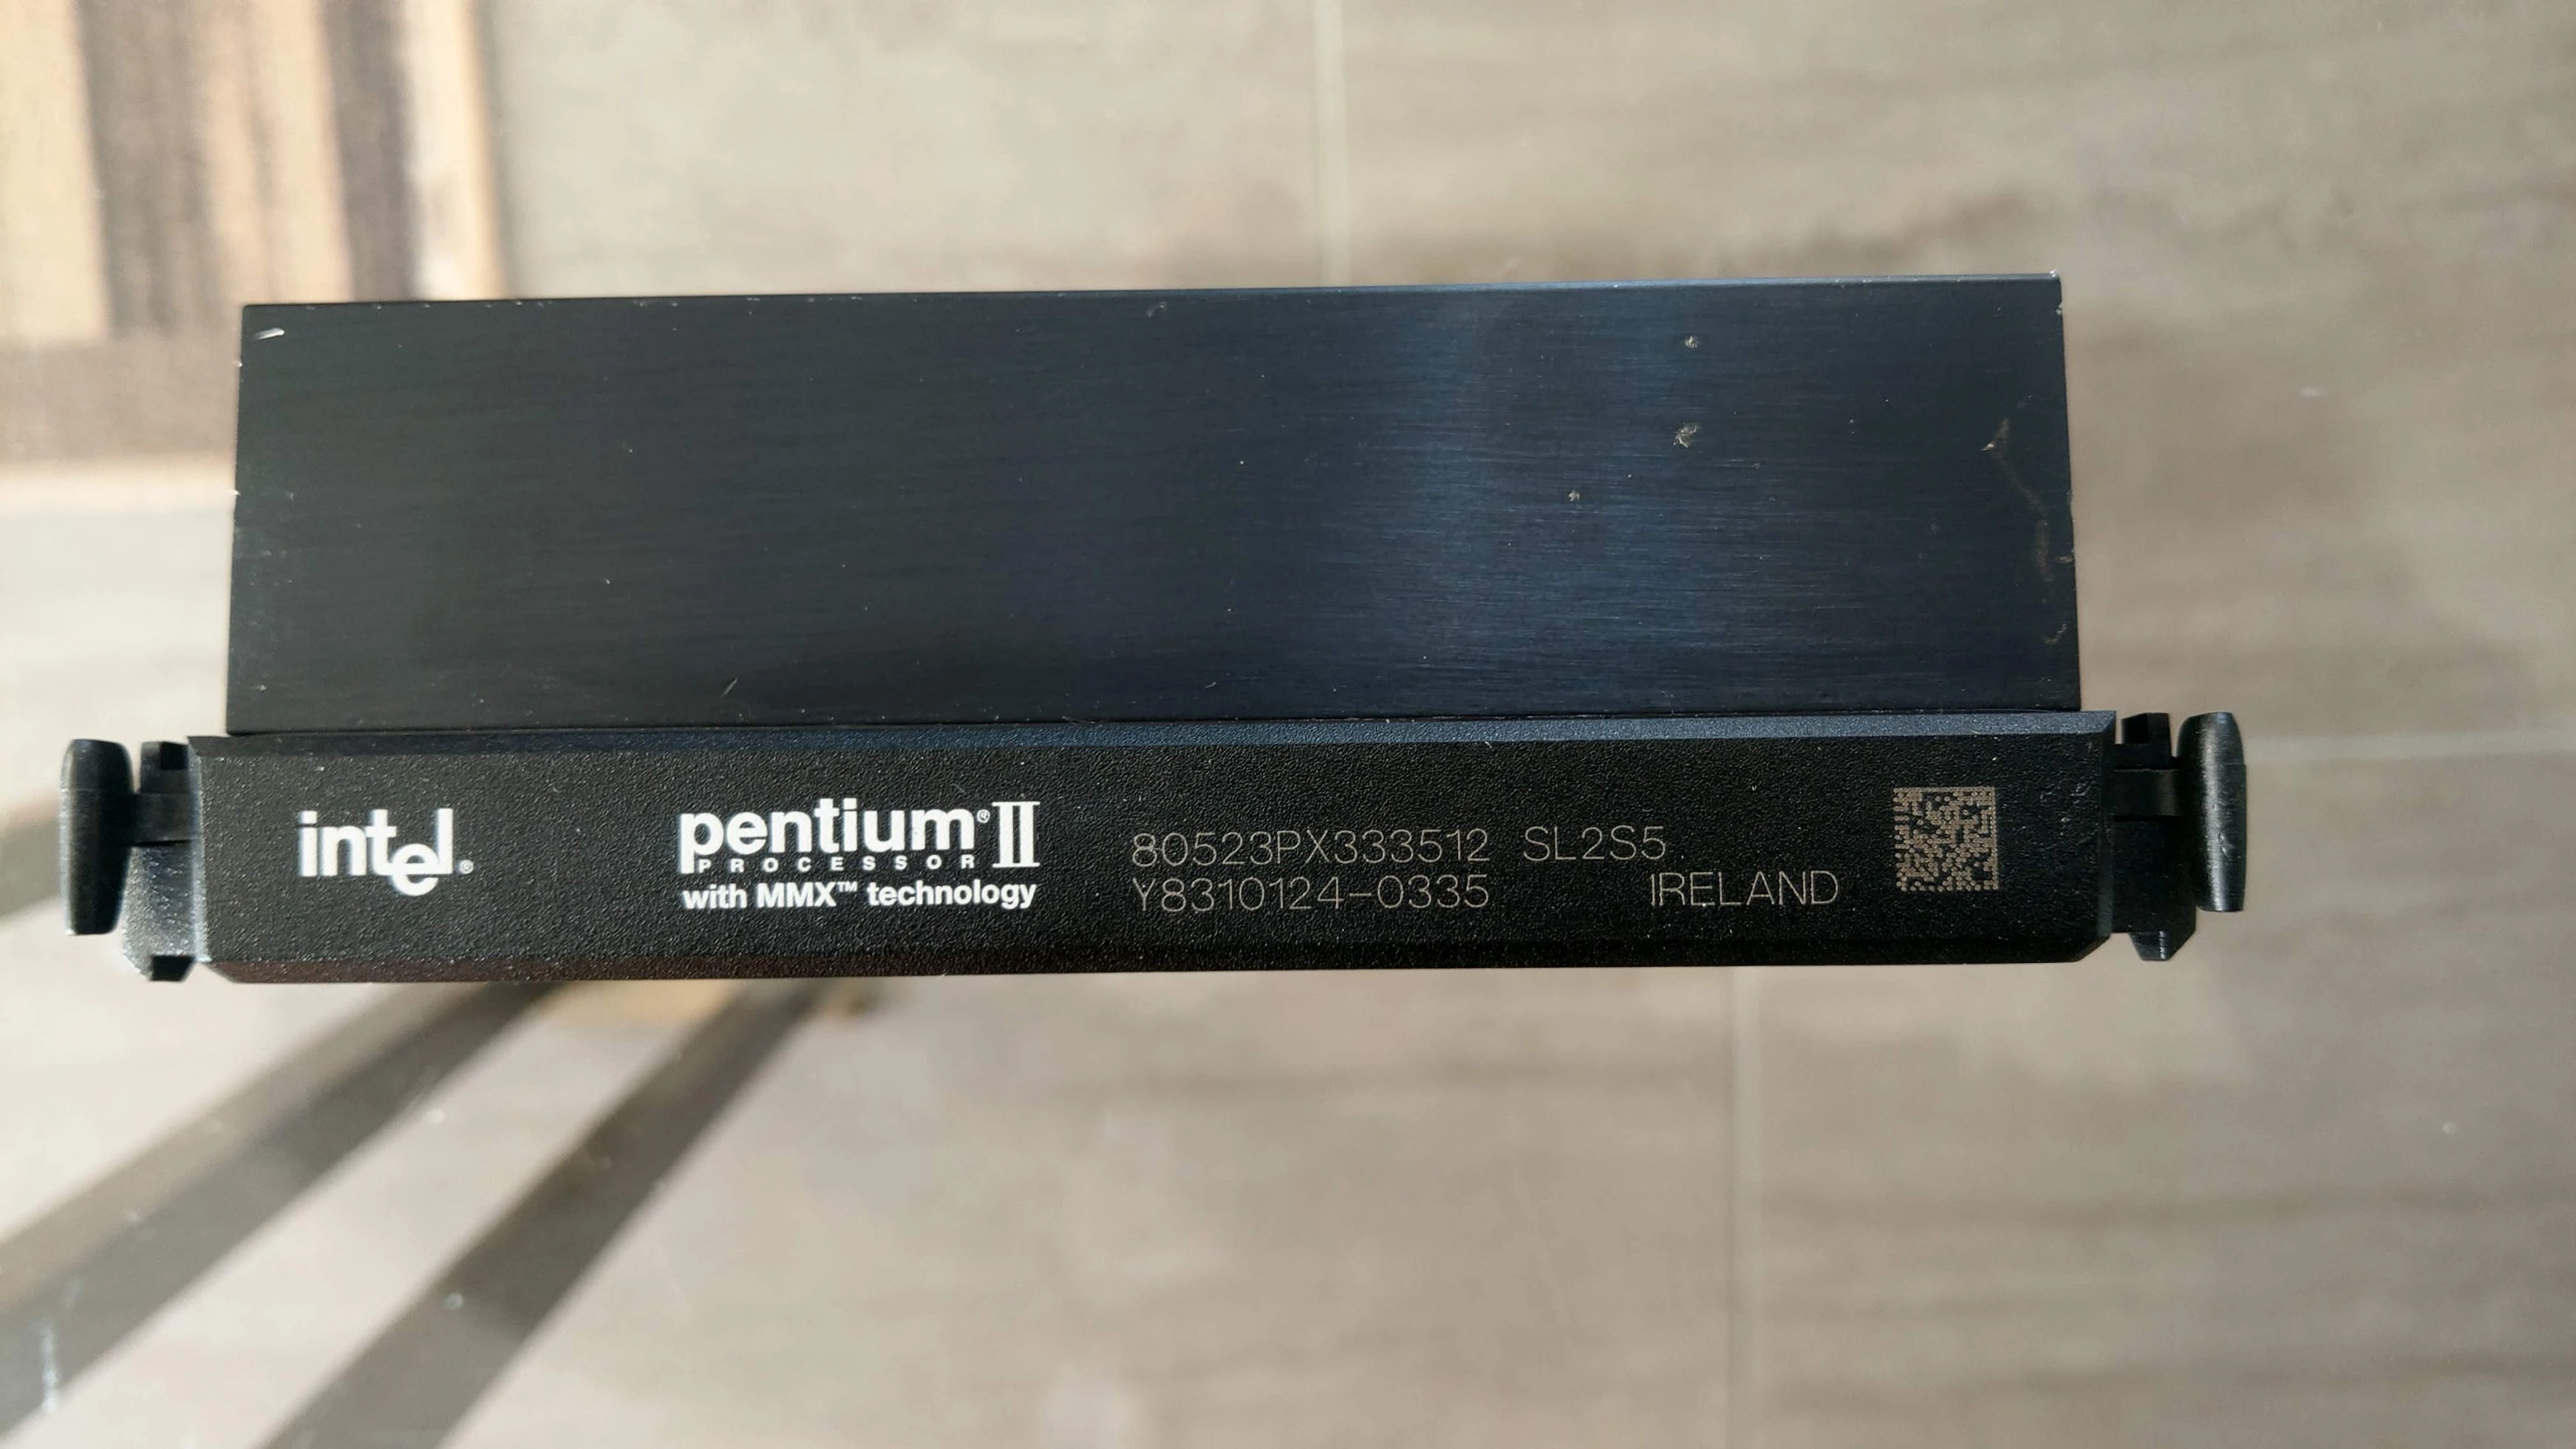 intel®
pentium® II
PROCESSOR
with MMX™ technology
80523PX333512 SL2S5
Y8310124-0335 IRELAND